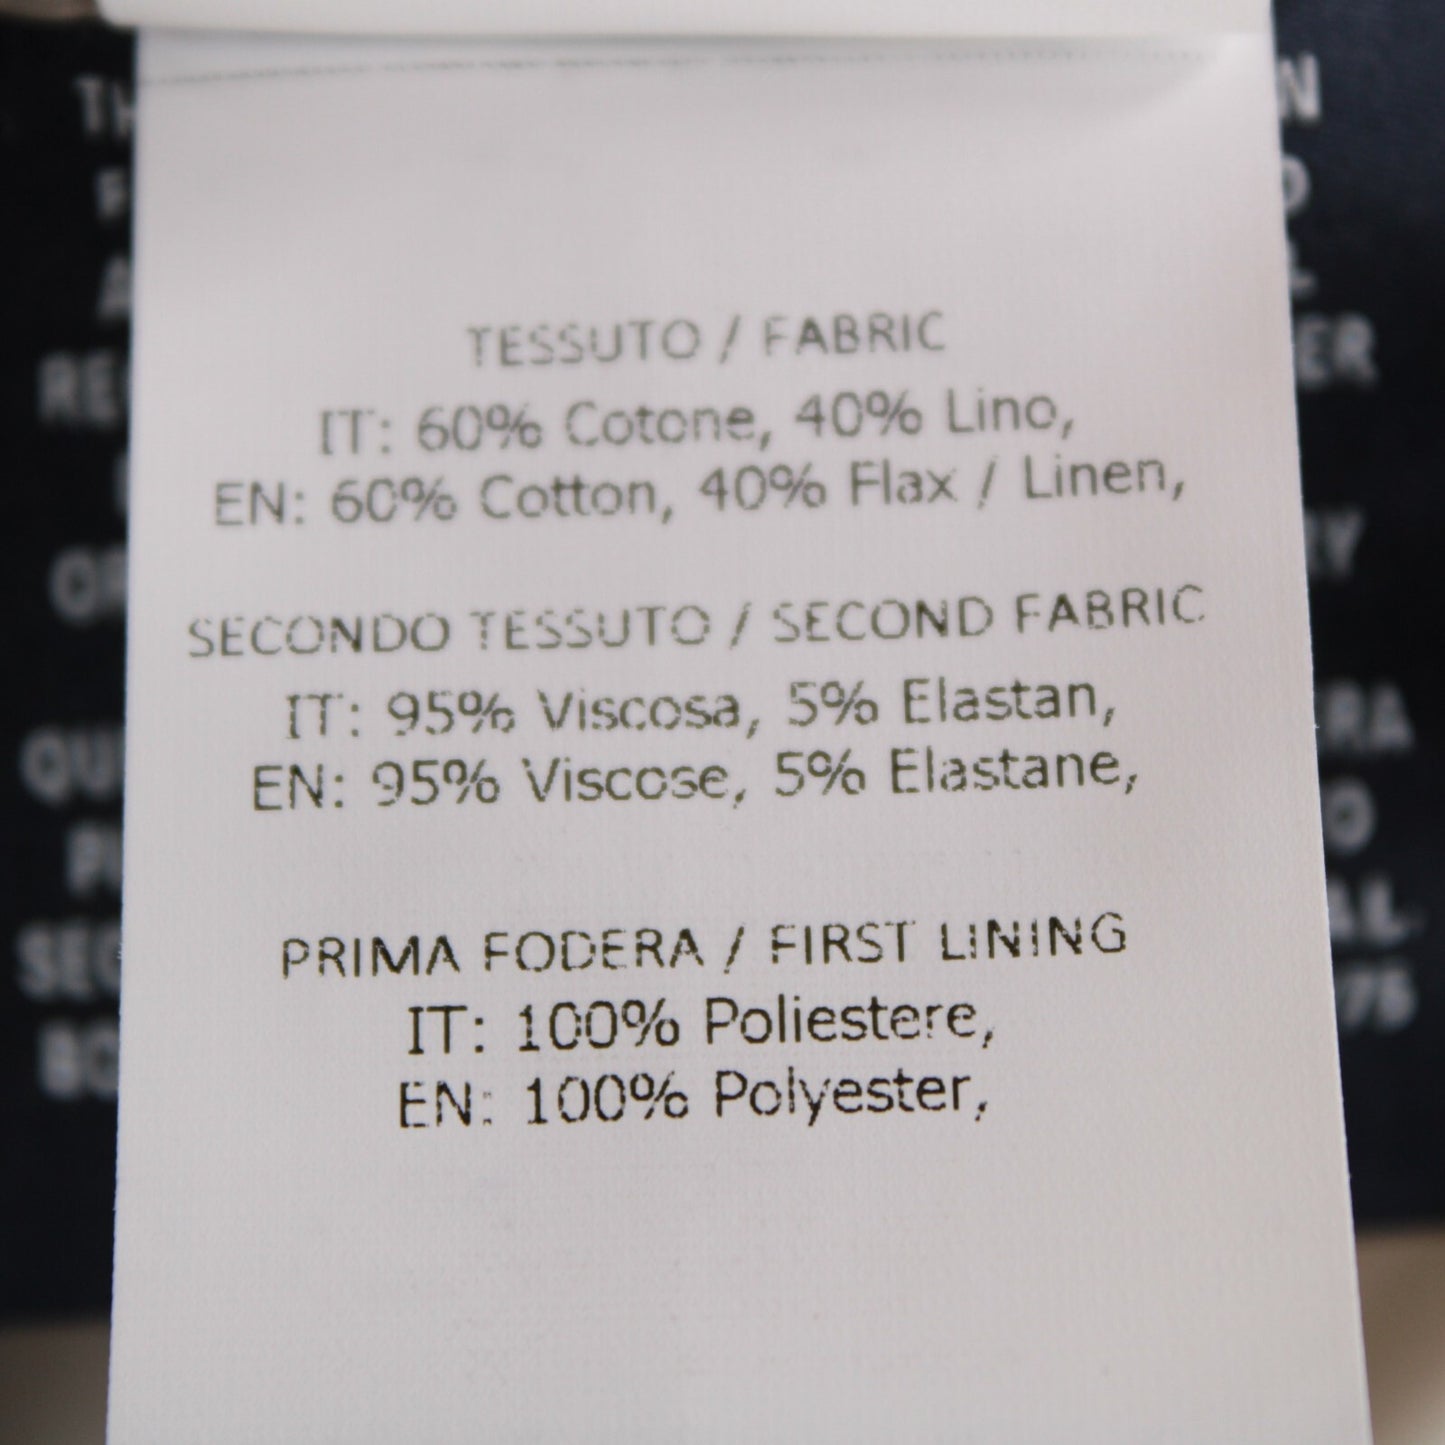 TESSUTO / FABRIC
IT: 60% Cotone, 40% Lino,
EN: 60% Cotton, 40% Flax / Linen,
SECONDO TESSUTO / SECOND FABRIC
IT: 95% Viscosa, 5% Elastan,
EN: 95% Viscose, 5% Elastane,
PRIMA FODERA / FIRST LINING
IT: 100% Poliestere,
EN: 100% Polyester,